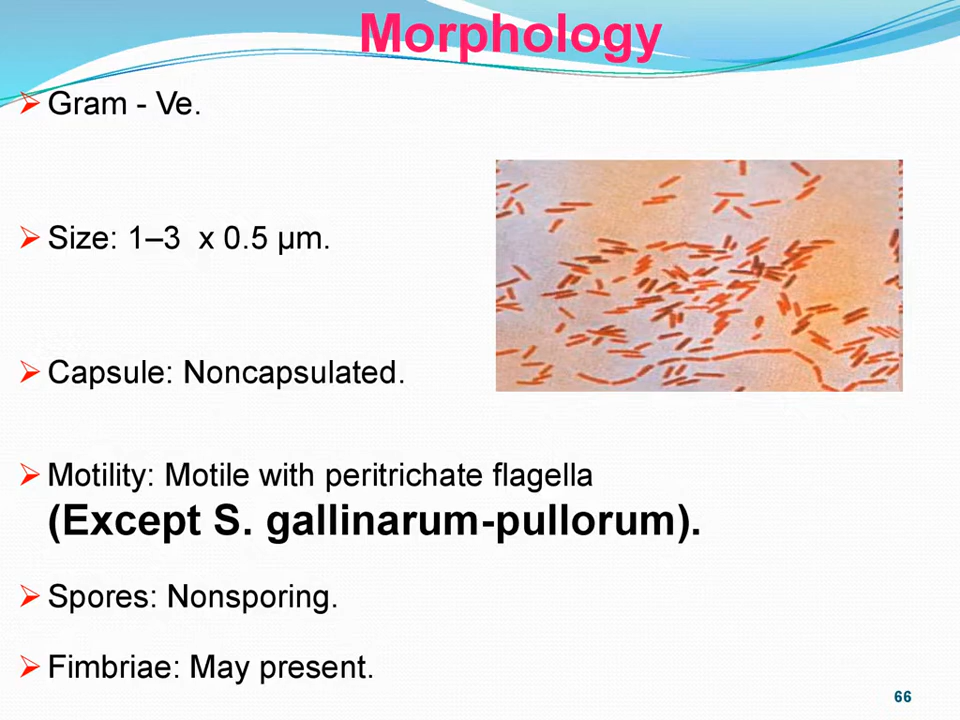 Morphology
Gram - Ve.
Size: 1–3 x 0.5 μm.
Capsule: Noncapsulated.
Motility: Motile with peritrichate flagella
(Except S. gallinarum-pullorum).
Spores: Nonsporing.
Fimbriae: May present.
66